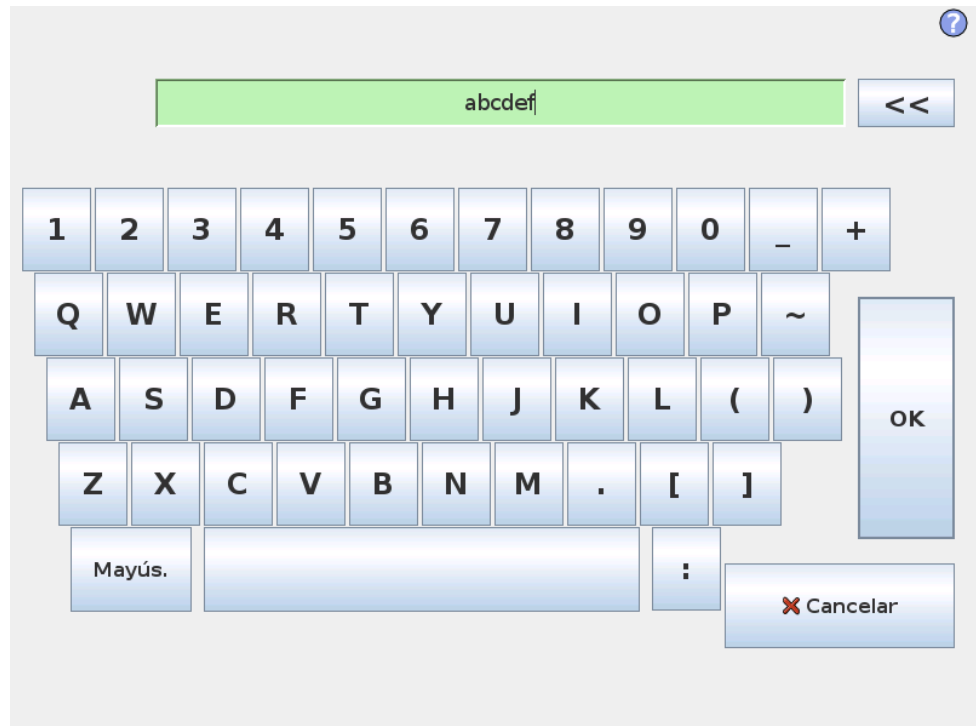 ?
abcdef
<<
1 2 3 4 5 6 7 8 9 0 _ +
Q W E R T Y U I O P ~
A S D F G H J K L ( )
OK
Z X C V B N M . [ ]
Mayús. :
Cancelar